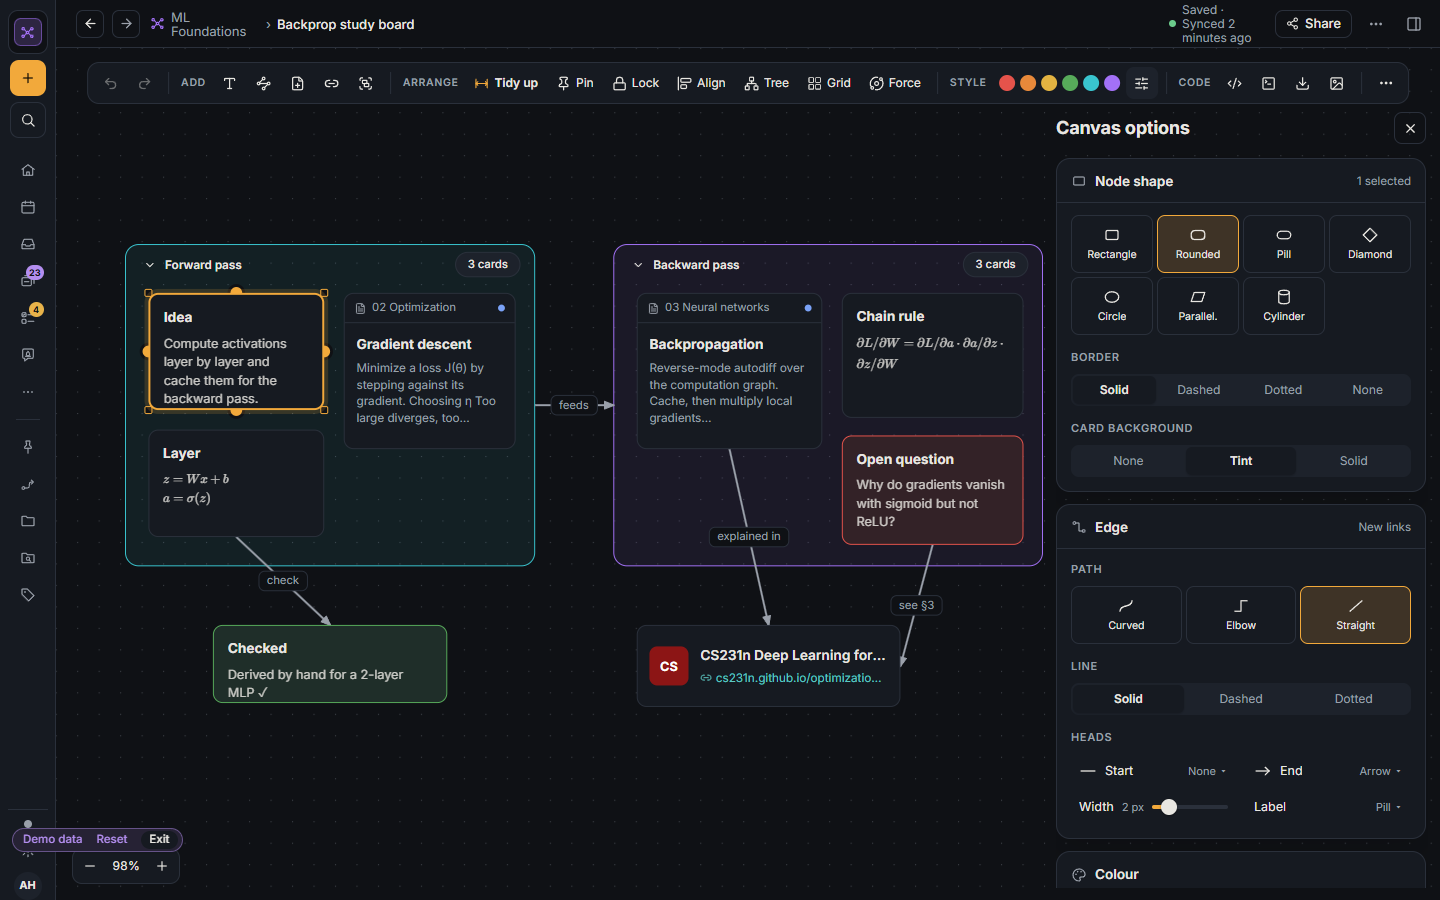 ML
Foundations
› Backprop study board
Saved ·
Synced 2
minutes ago
Share
ADD
ARRANGE
Tidy up
Pin
Lock
Align
Tree
Grid
Force
STYLE
CODE
23
4
Canvas options
Node shape
1 selected
Rectangle
Rounded
Pill
Diamond
Circle
Parallel.
Cylinder
BORDER
Solid
Dashed
Dotted
None
CARD BACKGROUND
None
Tint
Solid
Edge
New links
PATH
Curved
Elbow
Straight
LINE
Solid
Dashed
Dotted
HEADS
Start
None
End
Arrow
Width
2 px
Label
Pill
Colour
Forward pass
3 cards
Idea
Compute activations
layer by layer and
cache them for the
backward pass.
02 Optimization
Gradient descent
Minimize a loss J(θ) by
stepping against its
gradient. Choosing η Too
large diverges, too...
Layer
z = Wx + b
a = σ(z)
feeds
Backward pass
3 cards
03 Neural networks
Backpropagation
Reverse-mode autodiff over
the computation graph.
Cache, then multiply local
gradients...
Chain rule
∂L/∂W = ∂L/∂a · ∂a/∂z ·
∂z/∂W
Open question
Why do gradients vanish
with sigmoid but not
ReLU?
explained in
check
see §3
Checked
Derived by hand for a 2-layer
MLP ✓
CS
CS231n Deep Learning for...
cs231n.github.io/optimizatio...
Demo data
Reset
Exit
98%
AH